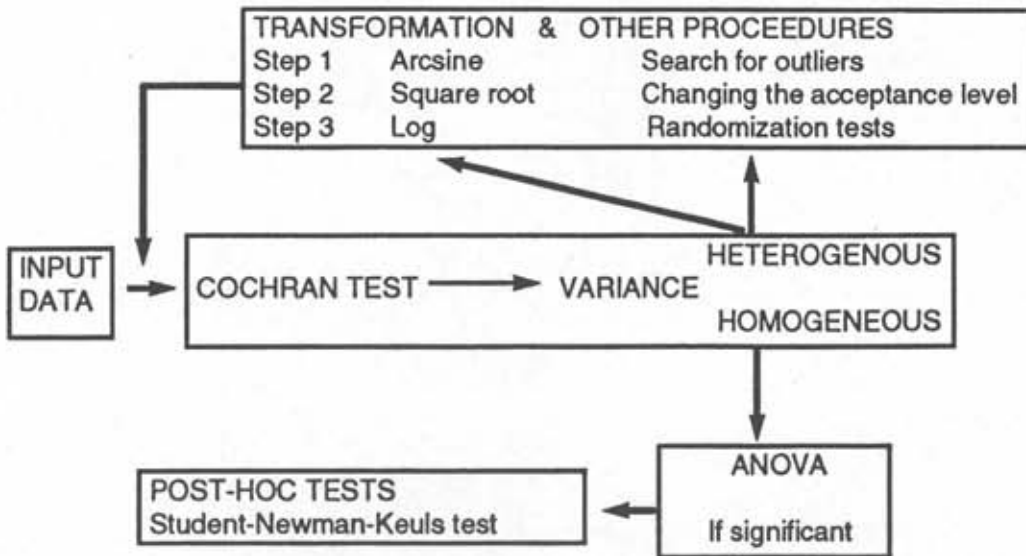 TRANSFORMATION & OTHER PROCEEDURES
Step 1 Arcsine Search for outliers
Step 2 Square root Changing the acceptance level
Step 3 Log Randomization tests
INPUT
DATA
HETEROGENOUS
COCHRAN TEST VARIANCE
HOMOGENEOUS
ANOVA
If significant
POST-HOC TESTS
Student-Newman-Keuls test